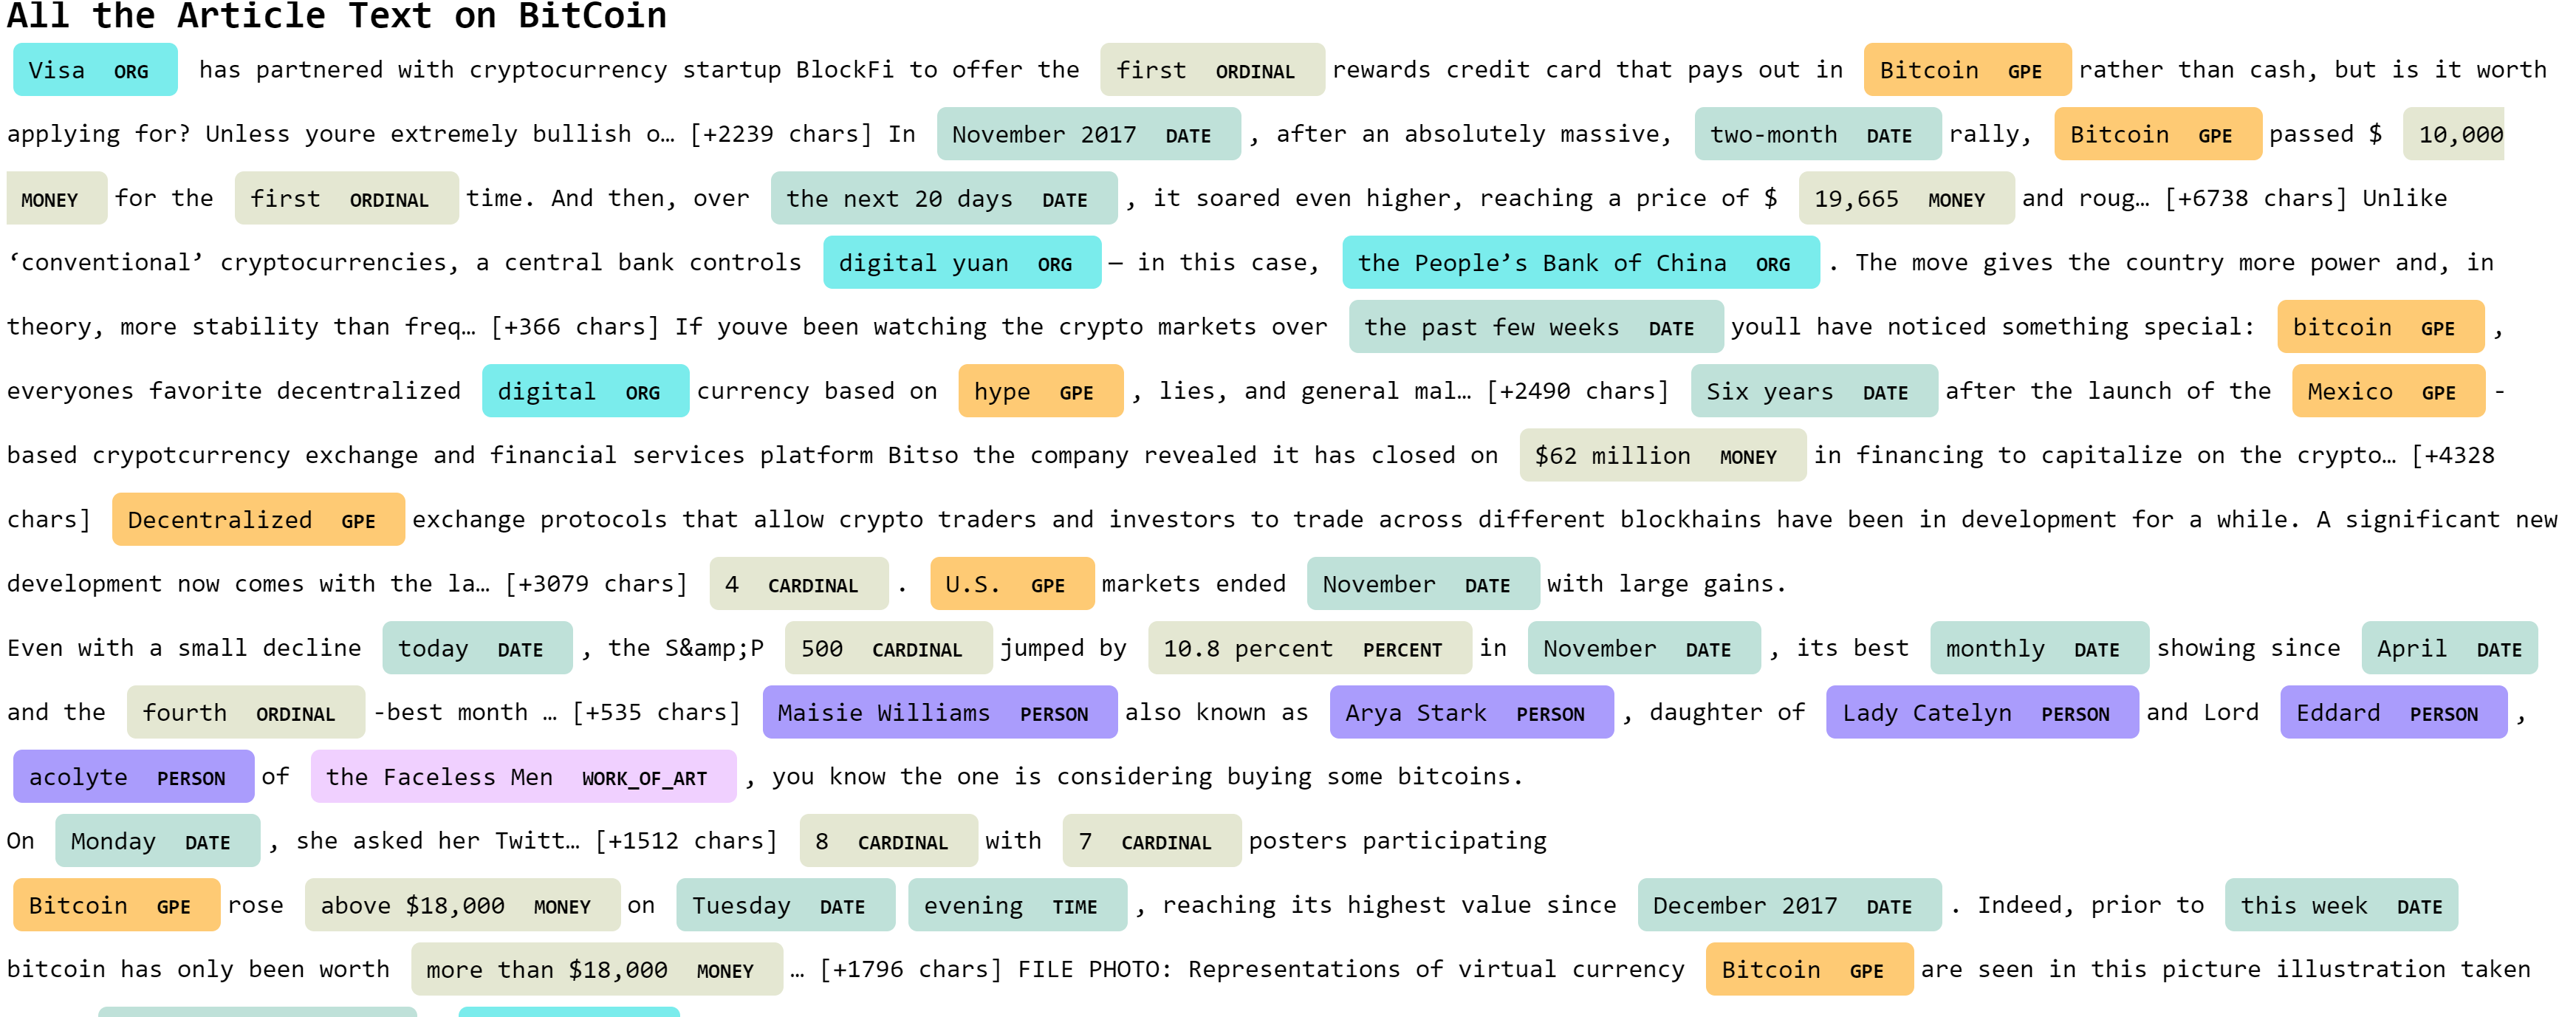 All the Article Text on BitCoin
Visa ORG has partnered with cryptocurrency startup BlockFi to offer the first ORDINAL rewards credit card that pays out in Bitcoin GPE rather than cash, but is it worth
applying for? Unless youre extremely bullish o… [+2239 chars] In November 2017 DATE , after an absolutely massive, two-month DATE rally, Bitcoin GPE passed $ 10,000
MONEY for the first ORDINAL time. And then, over the next 20 days DATE , it soared even higher, reaching a price of $ 19,665 MONEY and roug… [+6738 chars] Unlike
‘conventional’ cryptocurrencies, a central bank controls digital yuan ORG — in this case, the People’s Bank of China ORG . The move gives the country more power and, in
theory, more stability than freq… [+366 chars] If youve been watching the crypto markets over the past few weeks DATE youll have noticed something special: bitcoin GPE ,
everyones favorite decentralized digital ORG currency based on hype GPE , lies, and general mal… [+2490 chars] Six years DATE after the launch of the Mexico GPE -
based crypotcurrency exchange and financial services platform Bitso the company revealed it has closed on $62 million MONEY in financing to capitalize on the crypto… [+4328
chars] Decentralized GPE exchange protocols that allow crypto traders and investors to trade across different blockhains have been in development for a while. A significant new
development now comes with the la… [+3079 chars] 4 CARDINAL . U.S. GPE markets ended November DATE with large gains.
Even with a small decline today DATE , the S&amp;P 500 CARDINAL jumped by 10.8 percent PERCENT in November DATE , its best monthly DATE showing since April DATE
and the fourth ORDINAL -best month … [+535 chars] Maisie Williams PERSON also known as Arya Stark PERSON , daughter of Lady Catelyn PERSON and Lord Eddard PERSON ,
acolyte PERSON of the Faceless Men WORK_OF_ART , you know the one is considering buying some bitcoins.
On Monday DATE , she asked her Twitt… [+1512 chars] 8 CARDINAL with 7 CARDINAL posters participating
Bitcoin GPE rose above $18,000 MONEY on Tuesday DATE evening TIME , reaching its highest value since December 2017 DATE . Indeed, prior to this week DATE
bitcoin has only been worth more than $18,000 MONEY … [+1796 chars] FILE PHOTO: Representations of virtual currency Bitcoin GPE are seen in this picture illustration taken